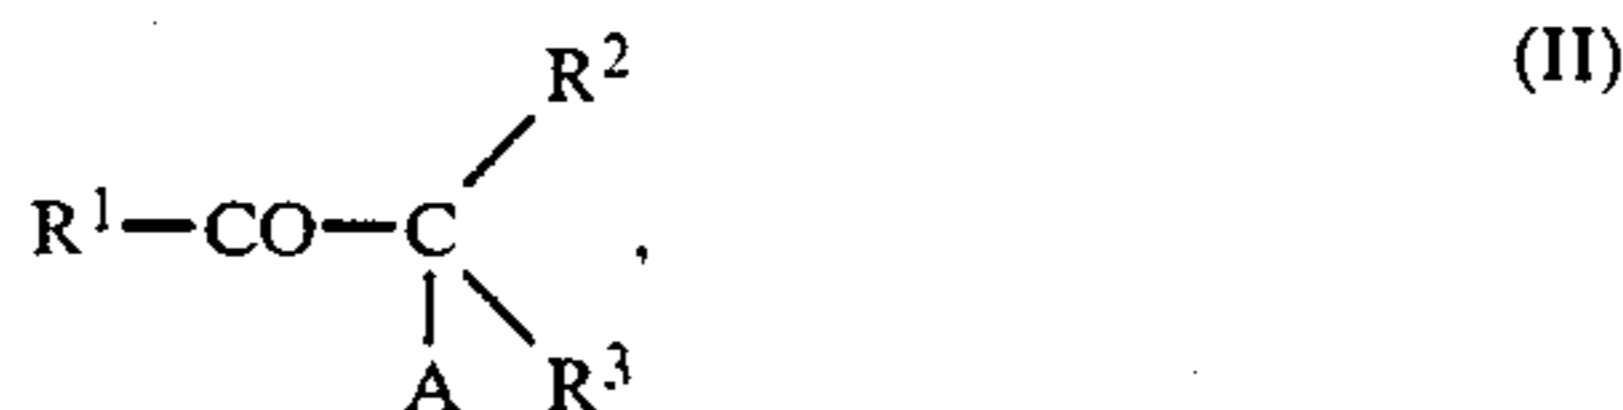 R² (II)
R¹—CO—C ,
A R³